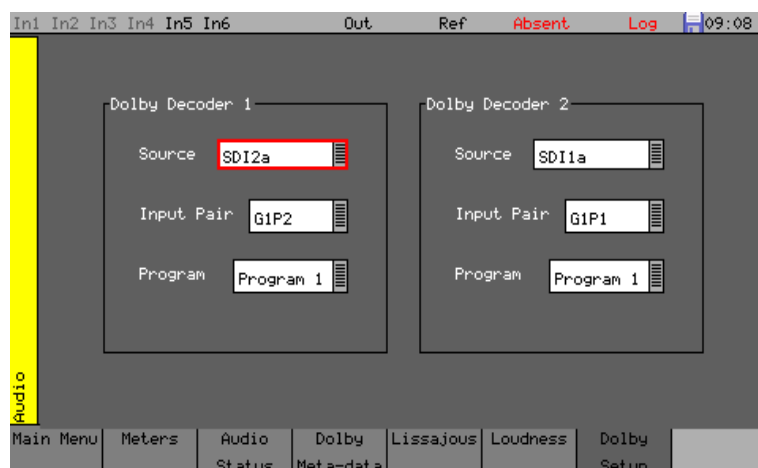 In1 In2 In3 In4 In5 In6 Out Ref Absent Log 09:08
Dolby Decoder 1 Dolby Decoder 2
Source SDI2a Source SDI1a
Input Pair G1P2 Input Pair G1P1
Program Program 1 Program Program 1
Audio
Main Menu Meters Audio Dolby Lissajous Loudness Dolby
Status Meta-data Setup